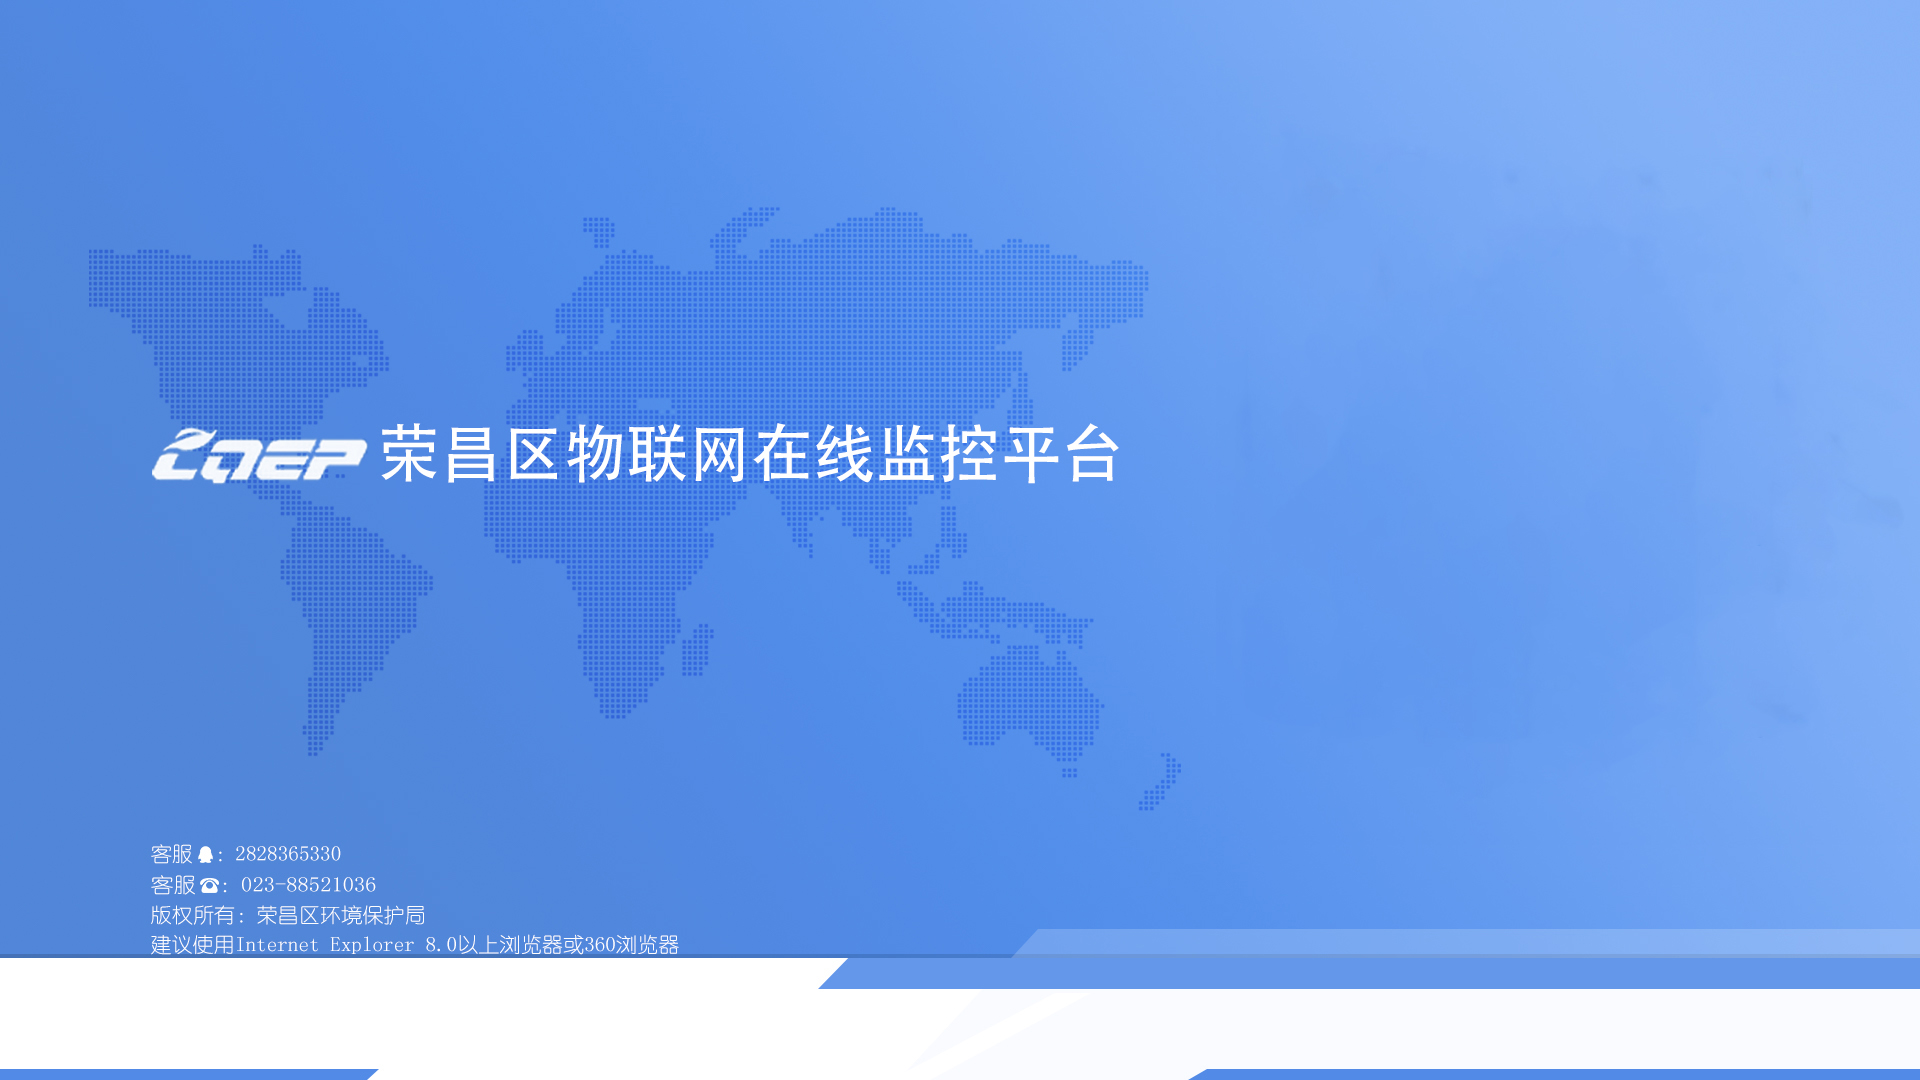 CQEP 荣昌区物联网在线监控平台
客服：2828365330
客服：023-88521036
版权所有：荣昌区环境保护局
建议使用Internet Explorer 8.0以上浏览器或360浏览器